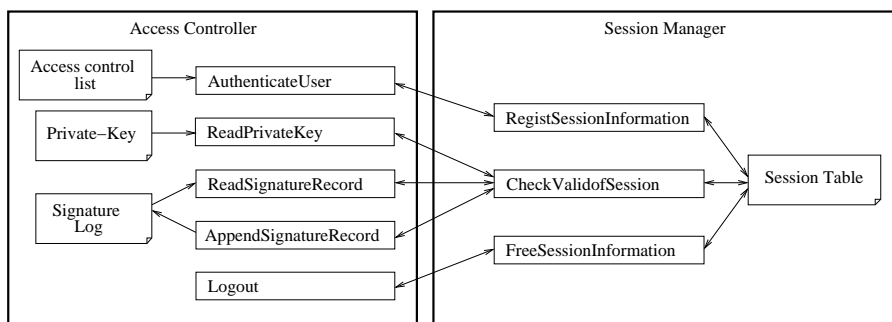 Access Controller
Session Manager
Access control
list
AuthenticateUser
RegistSessionInformation
Private-Key
ReadPrivateKey
ReadSignatureRecord
CheckValidofSession
Session Table
Signature
Log
AppendSignatureRecord
FreeSessionInformation
Logout